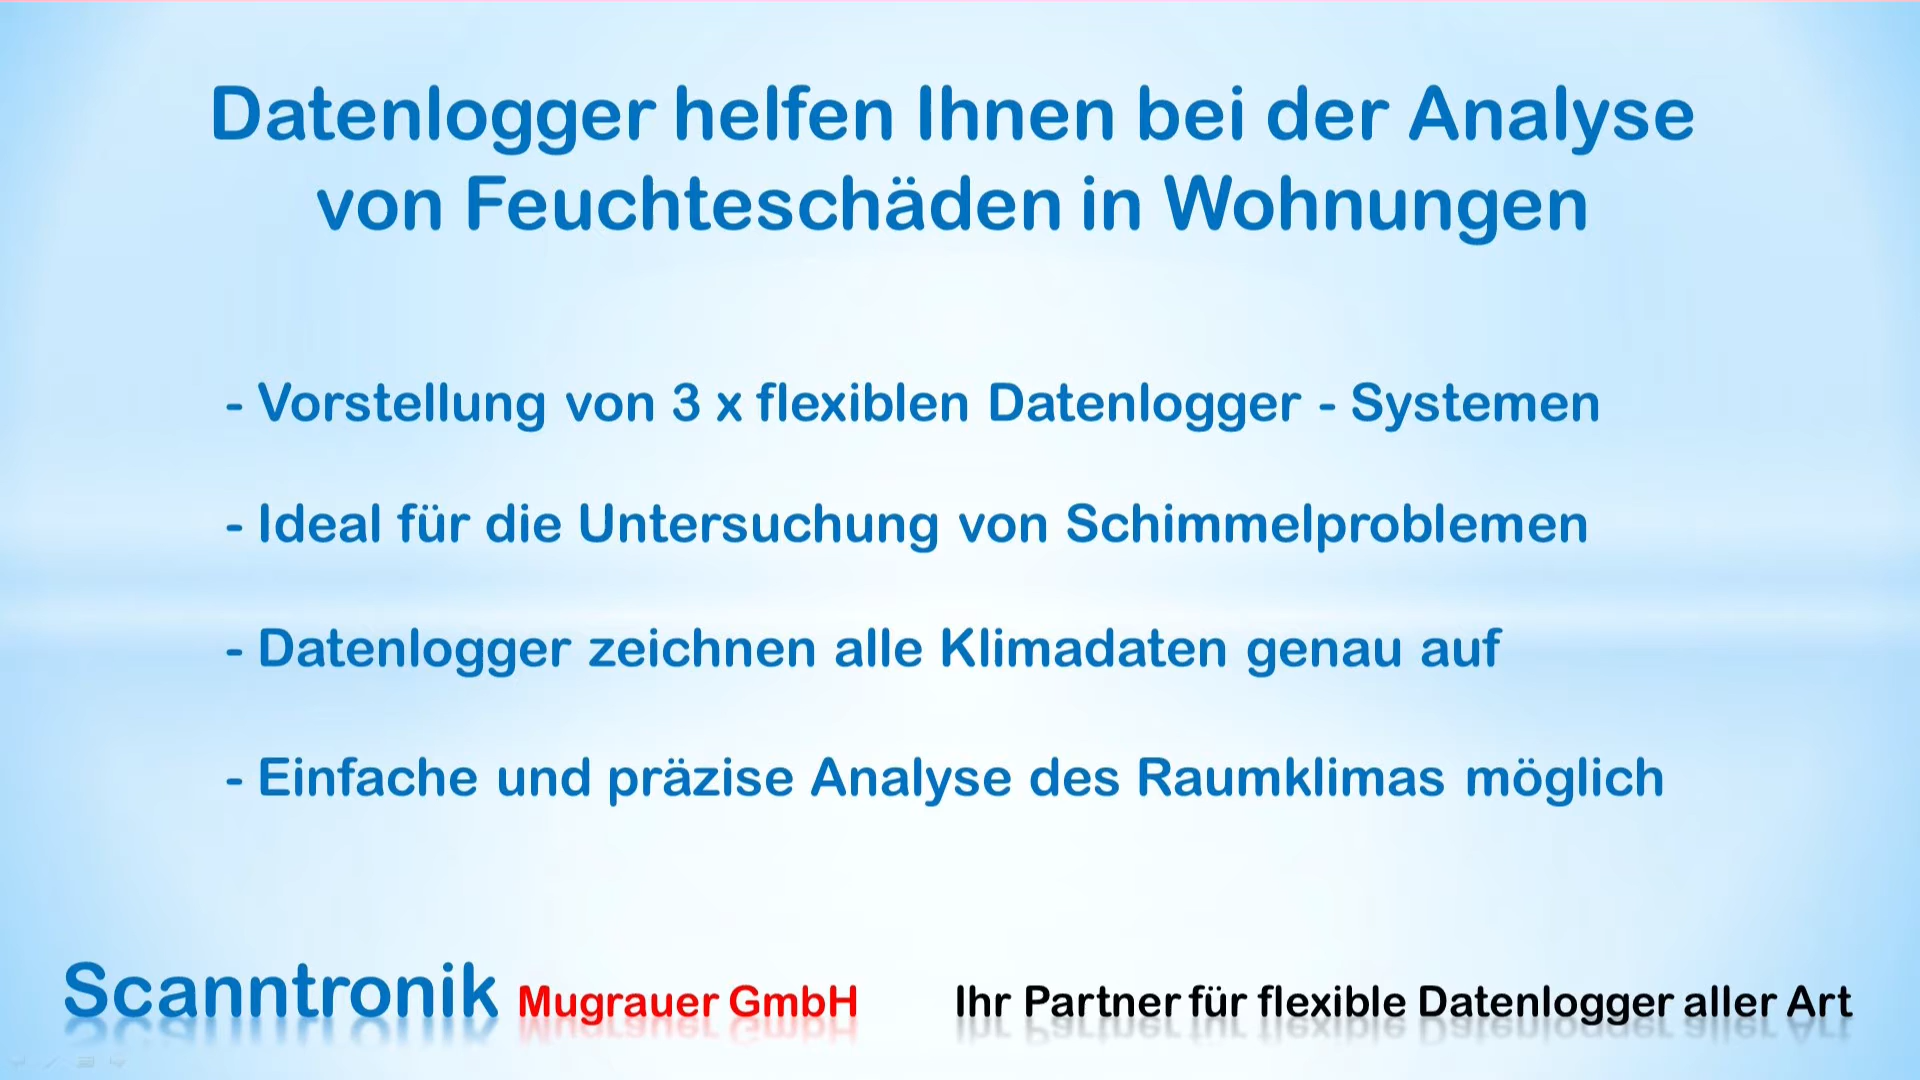 Datenlogger helfen Ihnen bei der Analyse
von Feuchteschäden in Wohnungen
- Vorstellung von 3 x flexiblen Datenlogger - Systemen
- Ideal für die Untersuchung von Schimmelproblemen
- Datenlogger zeichnen alle Klimadaten genau auf
- Einfache und präzise Analyse des Raumklimas möglich
Scanntronik Mugrauer GmbH Ihr Partner für flexible Datenlogger aller Art